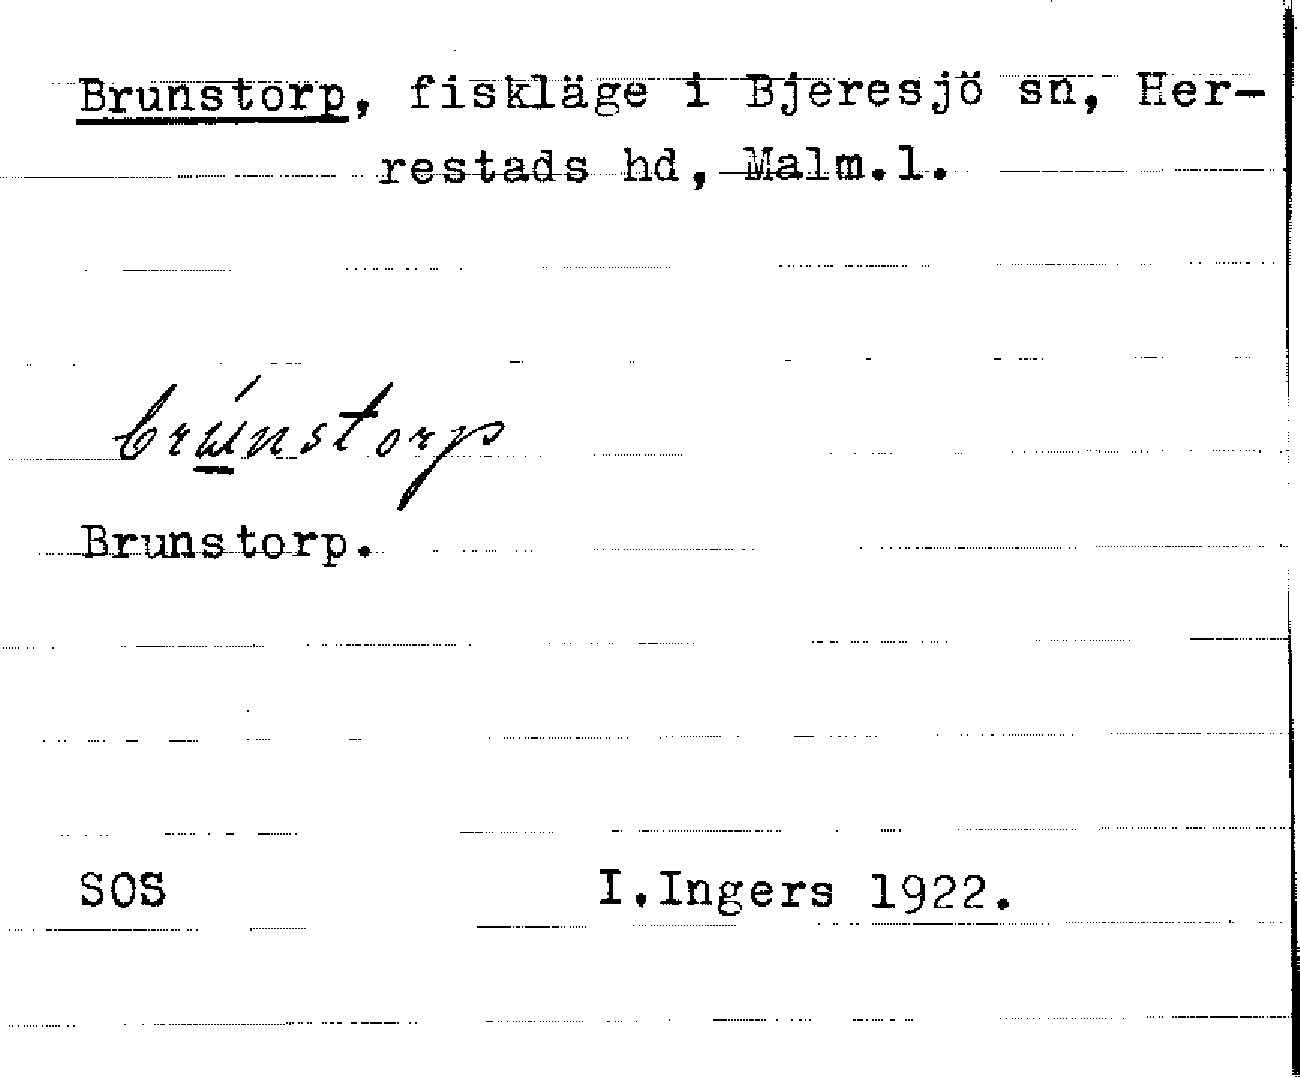 Brunstorp, fiskläge i Bjeresjö sn, Her-
restads hd, Malm.l.
brúnstorp
Brunstorp.
SOS I.Ingers 1922.